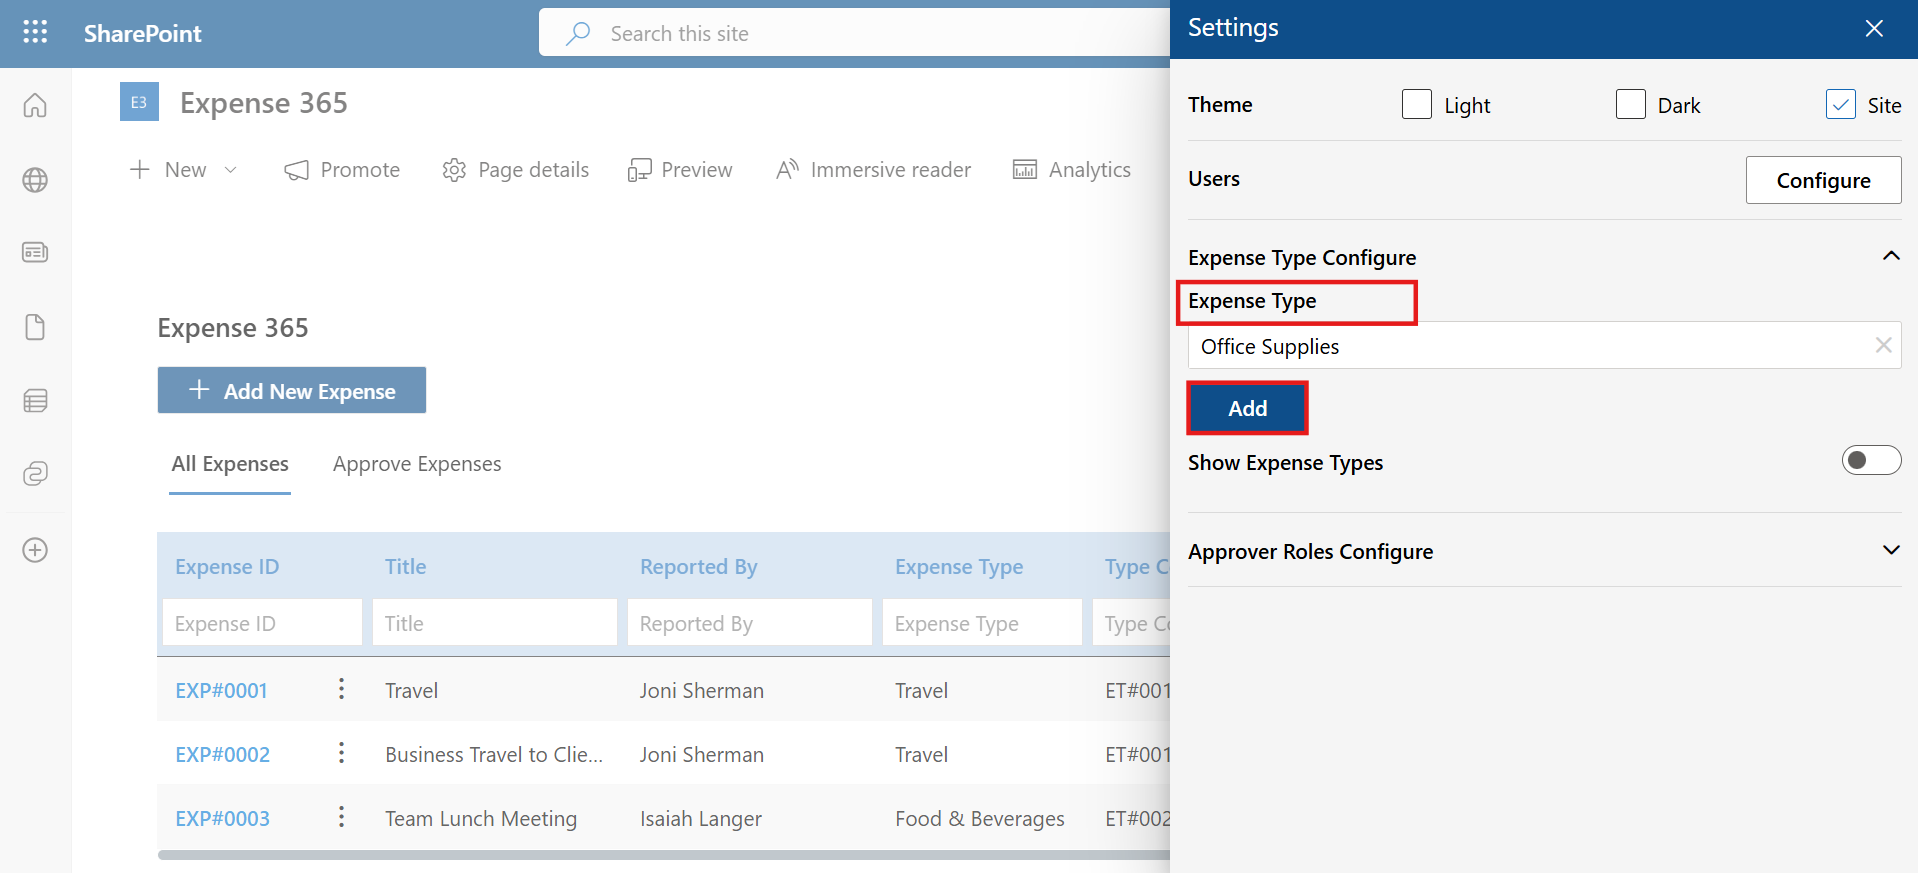 SharePoint
Search this site
E3
Expense 365
New
Promote
Page details
Preview
Immersive reader
Analytics
Expense 365
Add New Expense
All Expenses
Approve Expenses
Expense ID Title Reported By Expense Type Type C
Expense ID Title Reported By Expense Type Type Co
EXP#0001 Travel Joni Sherman Travel ET#001
EXP#0002 Business Travel to Clie... Joni Sherman Travel ET#001
EXP#0003 Team Lunch Meeting Isaiah Langer Food & Beverages ET#002
Settings
Theme Light Dark Site
Users Configure
Expense Type Configure
Expense Type
Office Supplies
Add
Show Expense Types
Approver Roles Configure